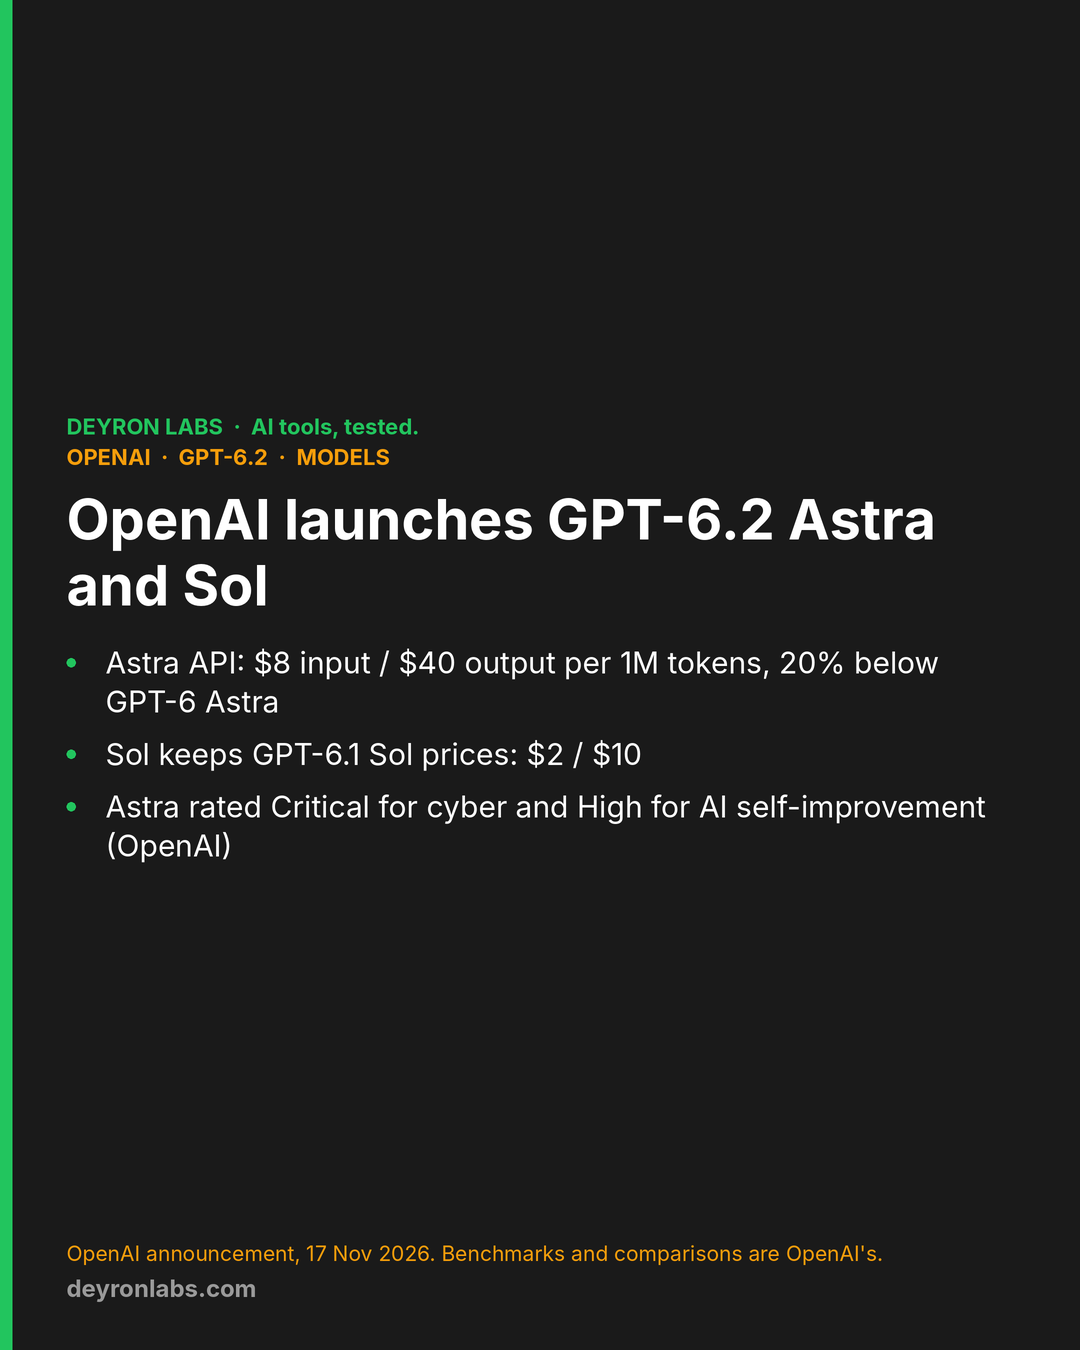 DEYRON LABS · AI tools, tested.
OPENAI · GPT-6.2 · MODELS
OpenAI launches GPT-6.2 Astra
and Sol
• Astra API: $8 input / $40 output per 1M tokens, 20% below
GPT-6 Astra
• Sol keeps GPT-6.1 Sol prices: $2 / $10
• Astra rated Critical for cyber and High for AI self-improvement
(OpenAI)
OpenAI announcement, 17 Nov 2026. Benchmarks and comparisons are OpenAI's.
deyronlabs.com